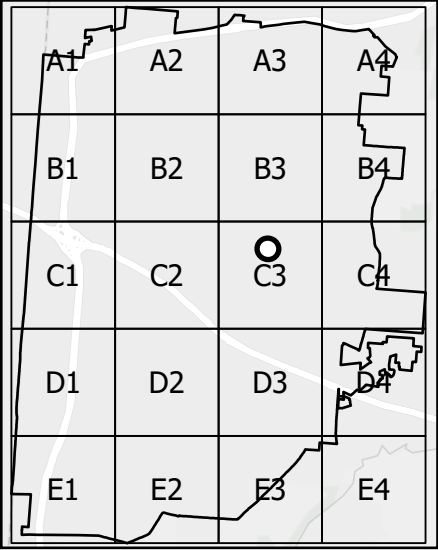 A1 A2 A3 A4
B1 B2 B3 B4
C1 C2 C3 C4
D1 D2 D3 D4
E1 E2 E3 E4